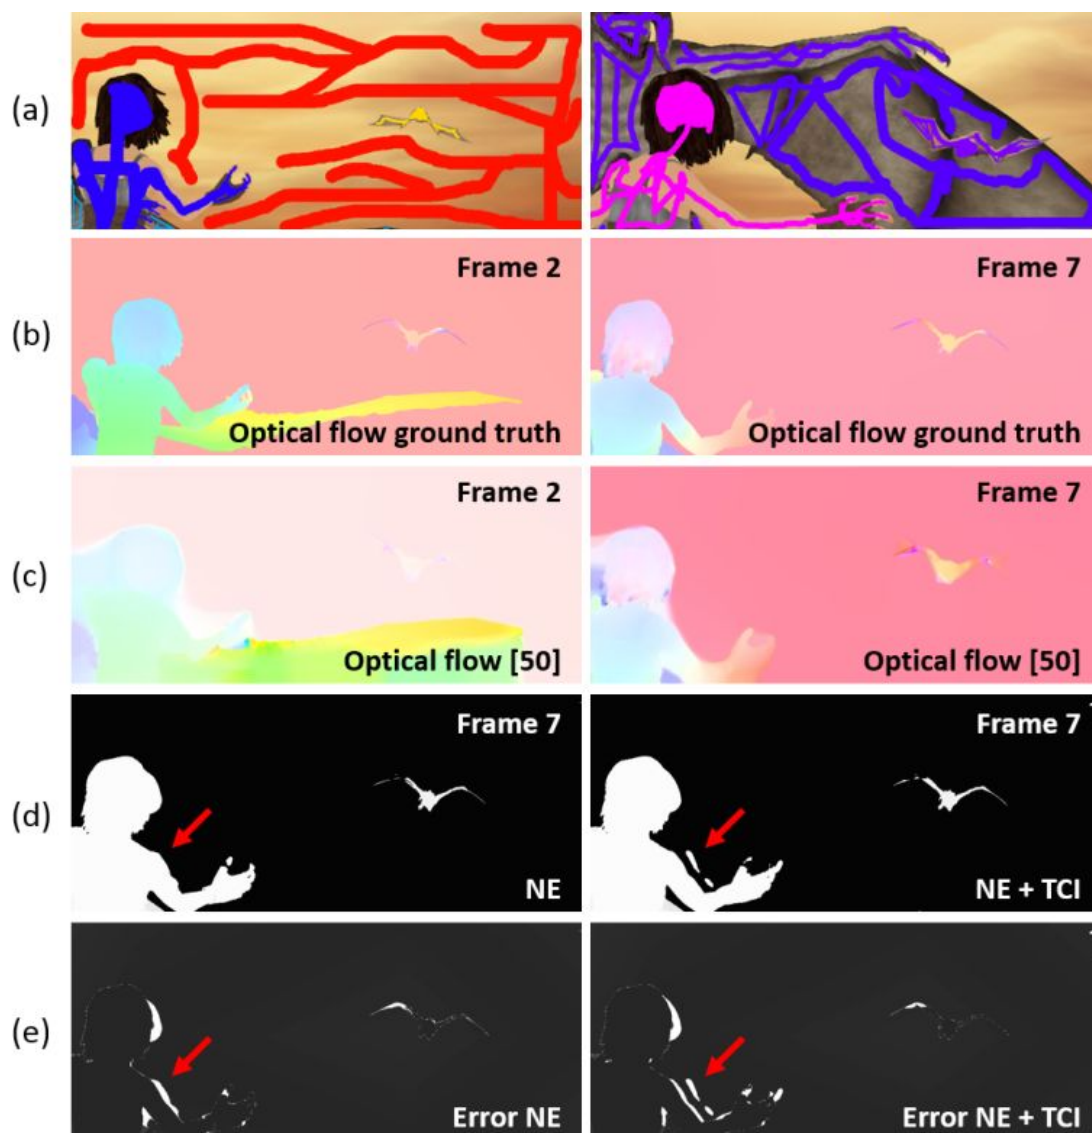 (a)
(b)
Frame 2
Frame 7
Optical flow ground truth
Optical flow ground truth
(c)
Frame 2
Frame 7
Optical flow [50]
Optical flow [50]
(d)
Frame 7
Frame 7
NE
NE + TCI
(e)
Error NE
Error NE + TCI